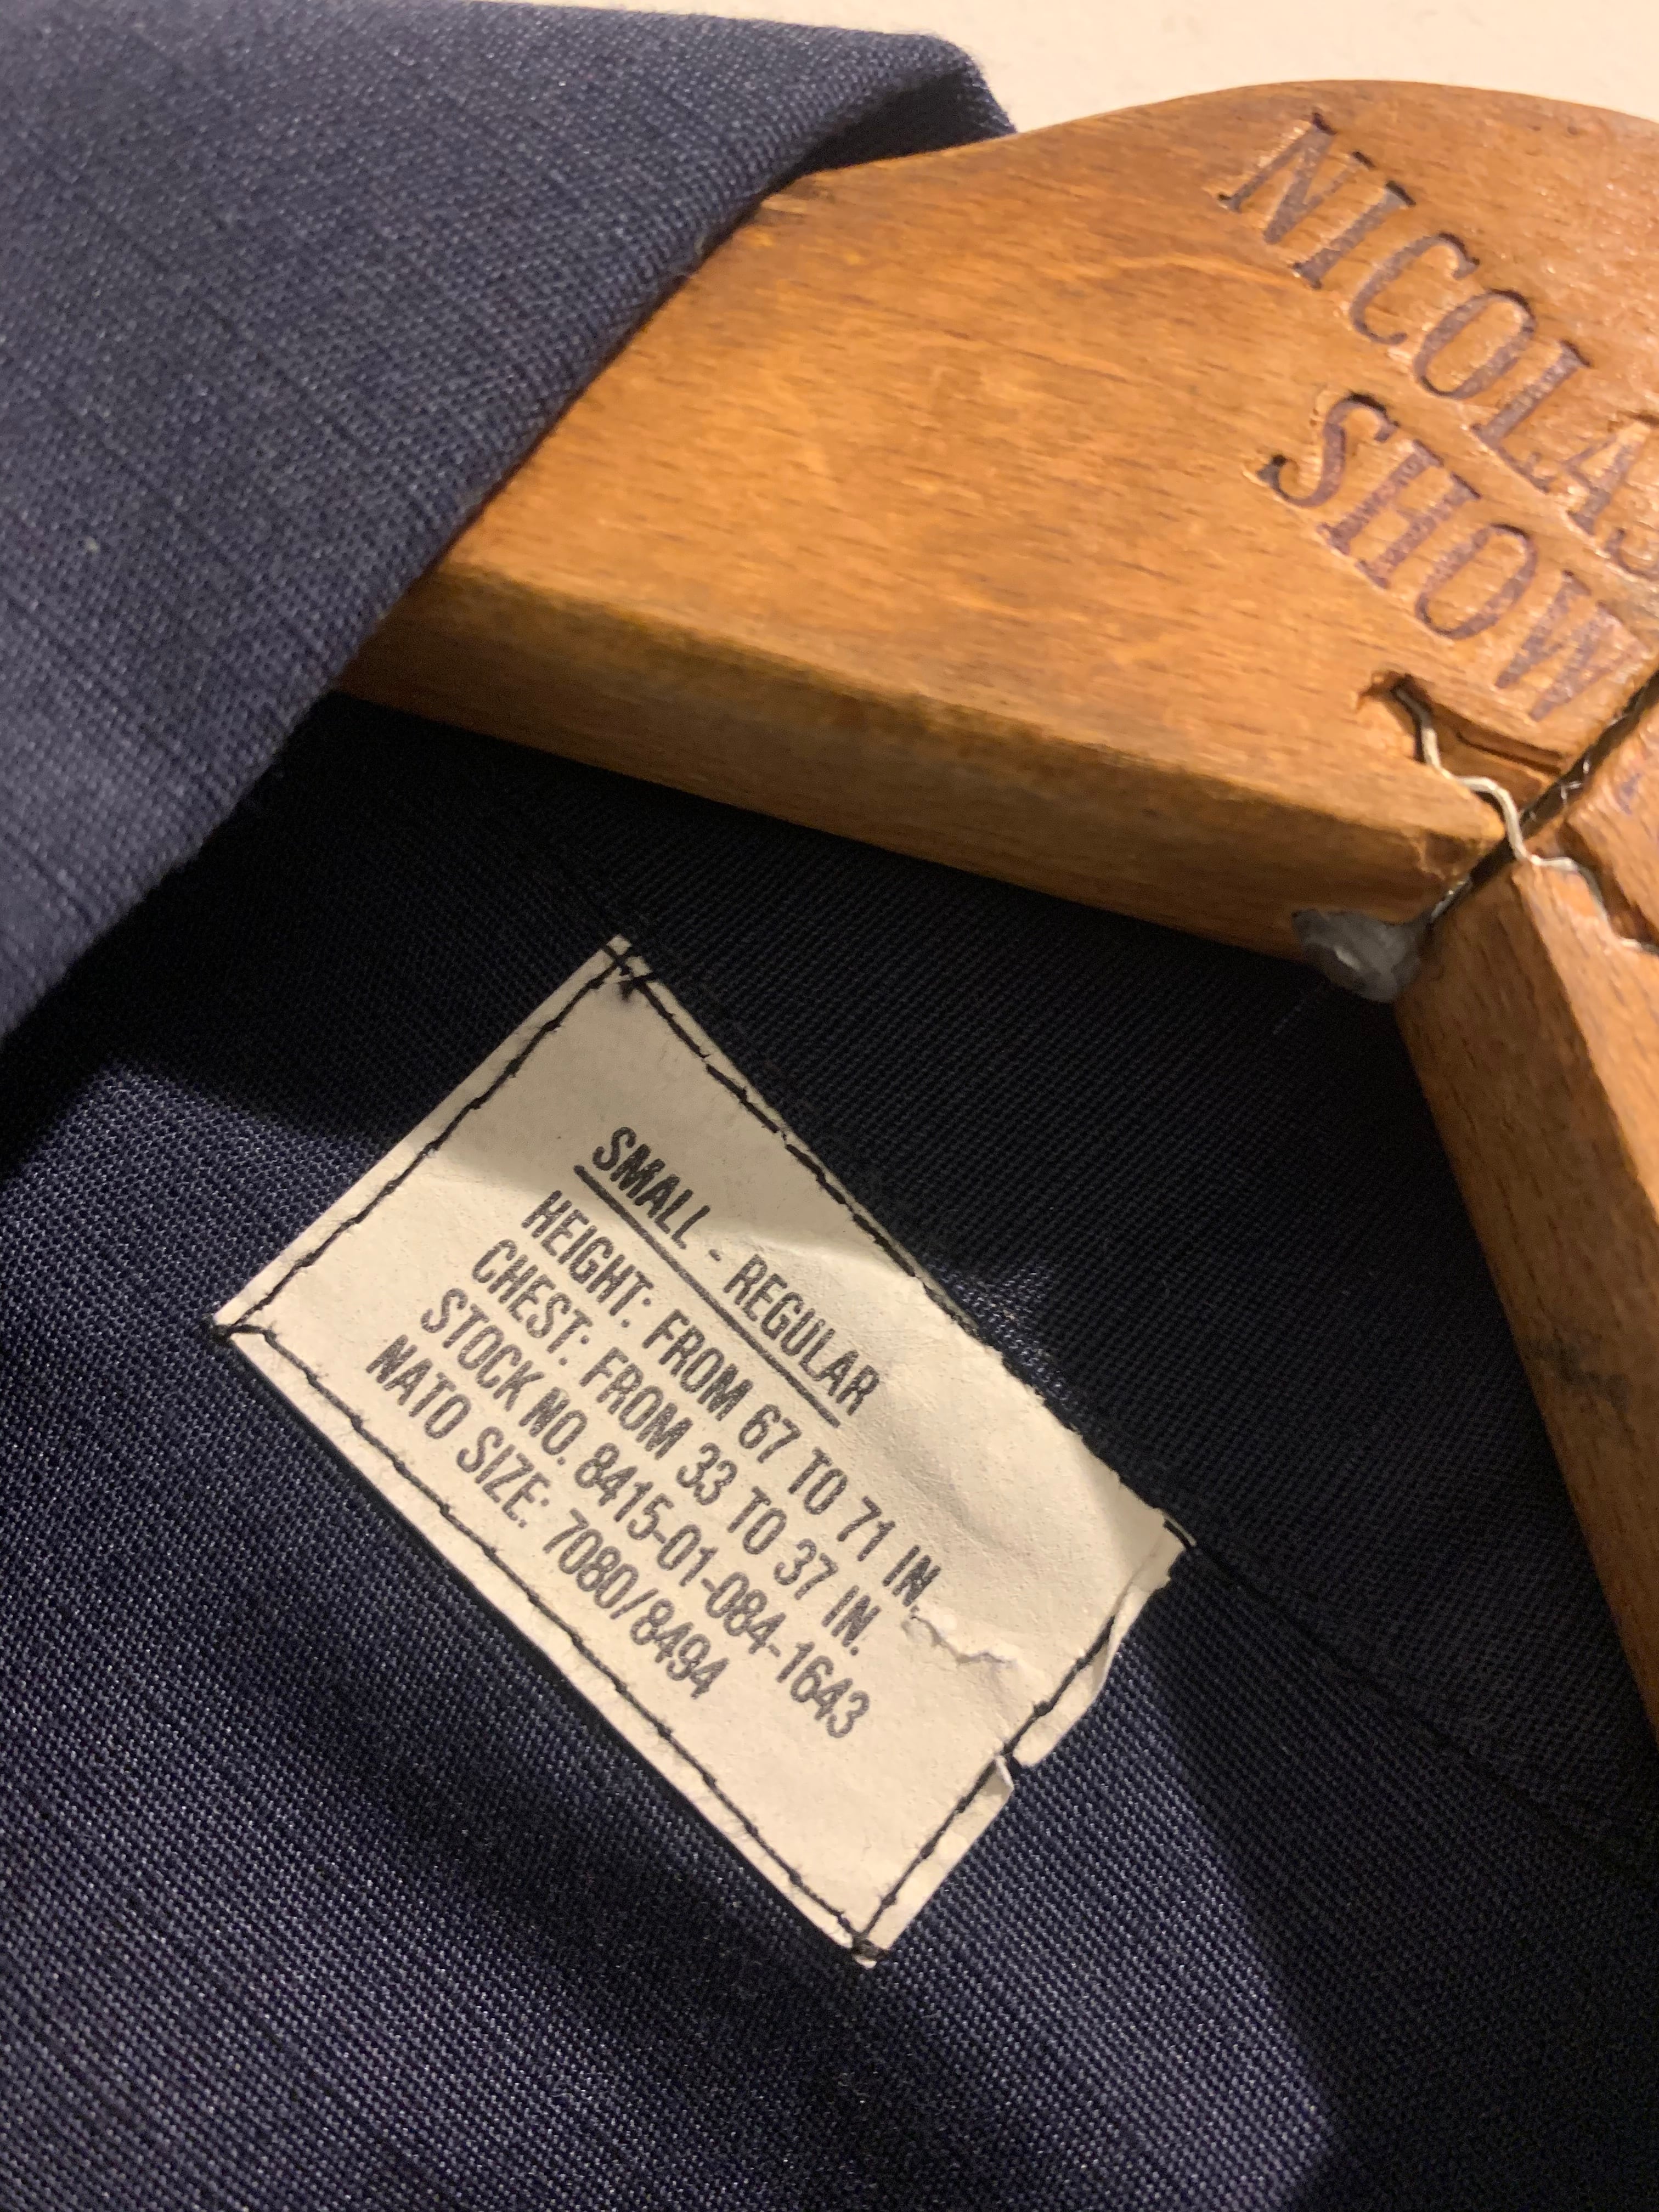 NICOLAS
SHOW
SMALL - REGULAR
HEIGHT: FROM 67 TO 71 IN.
CHEST: FROM 33 TO 37 IN.
STOCK NO. 8415-01-084-1643
NATO SIZE: 7080/8494